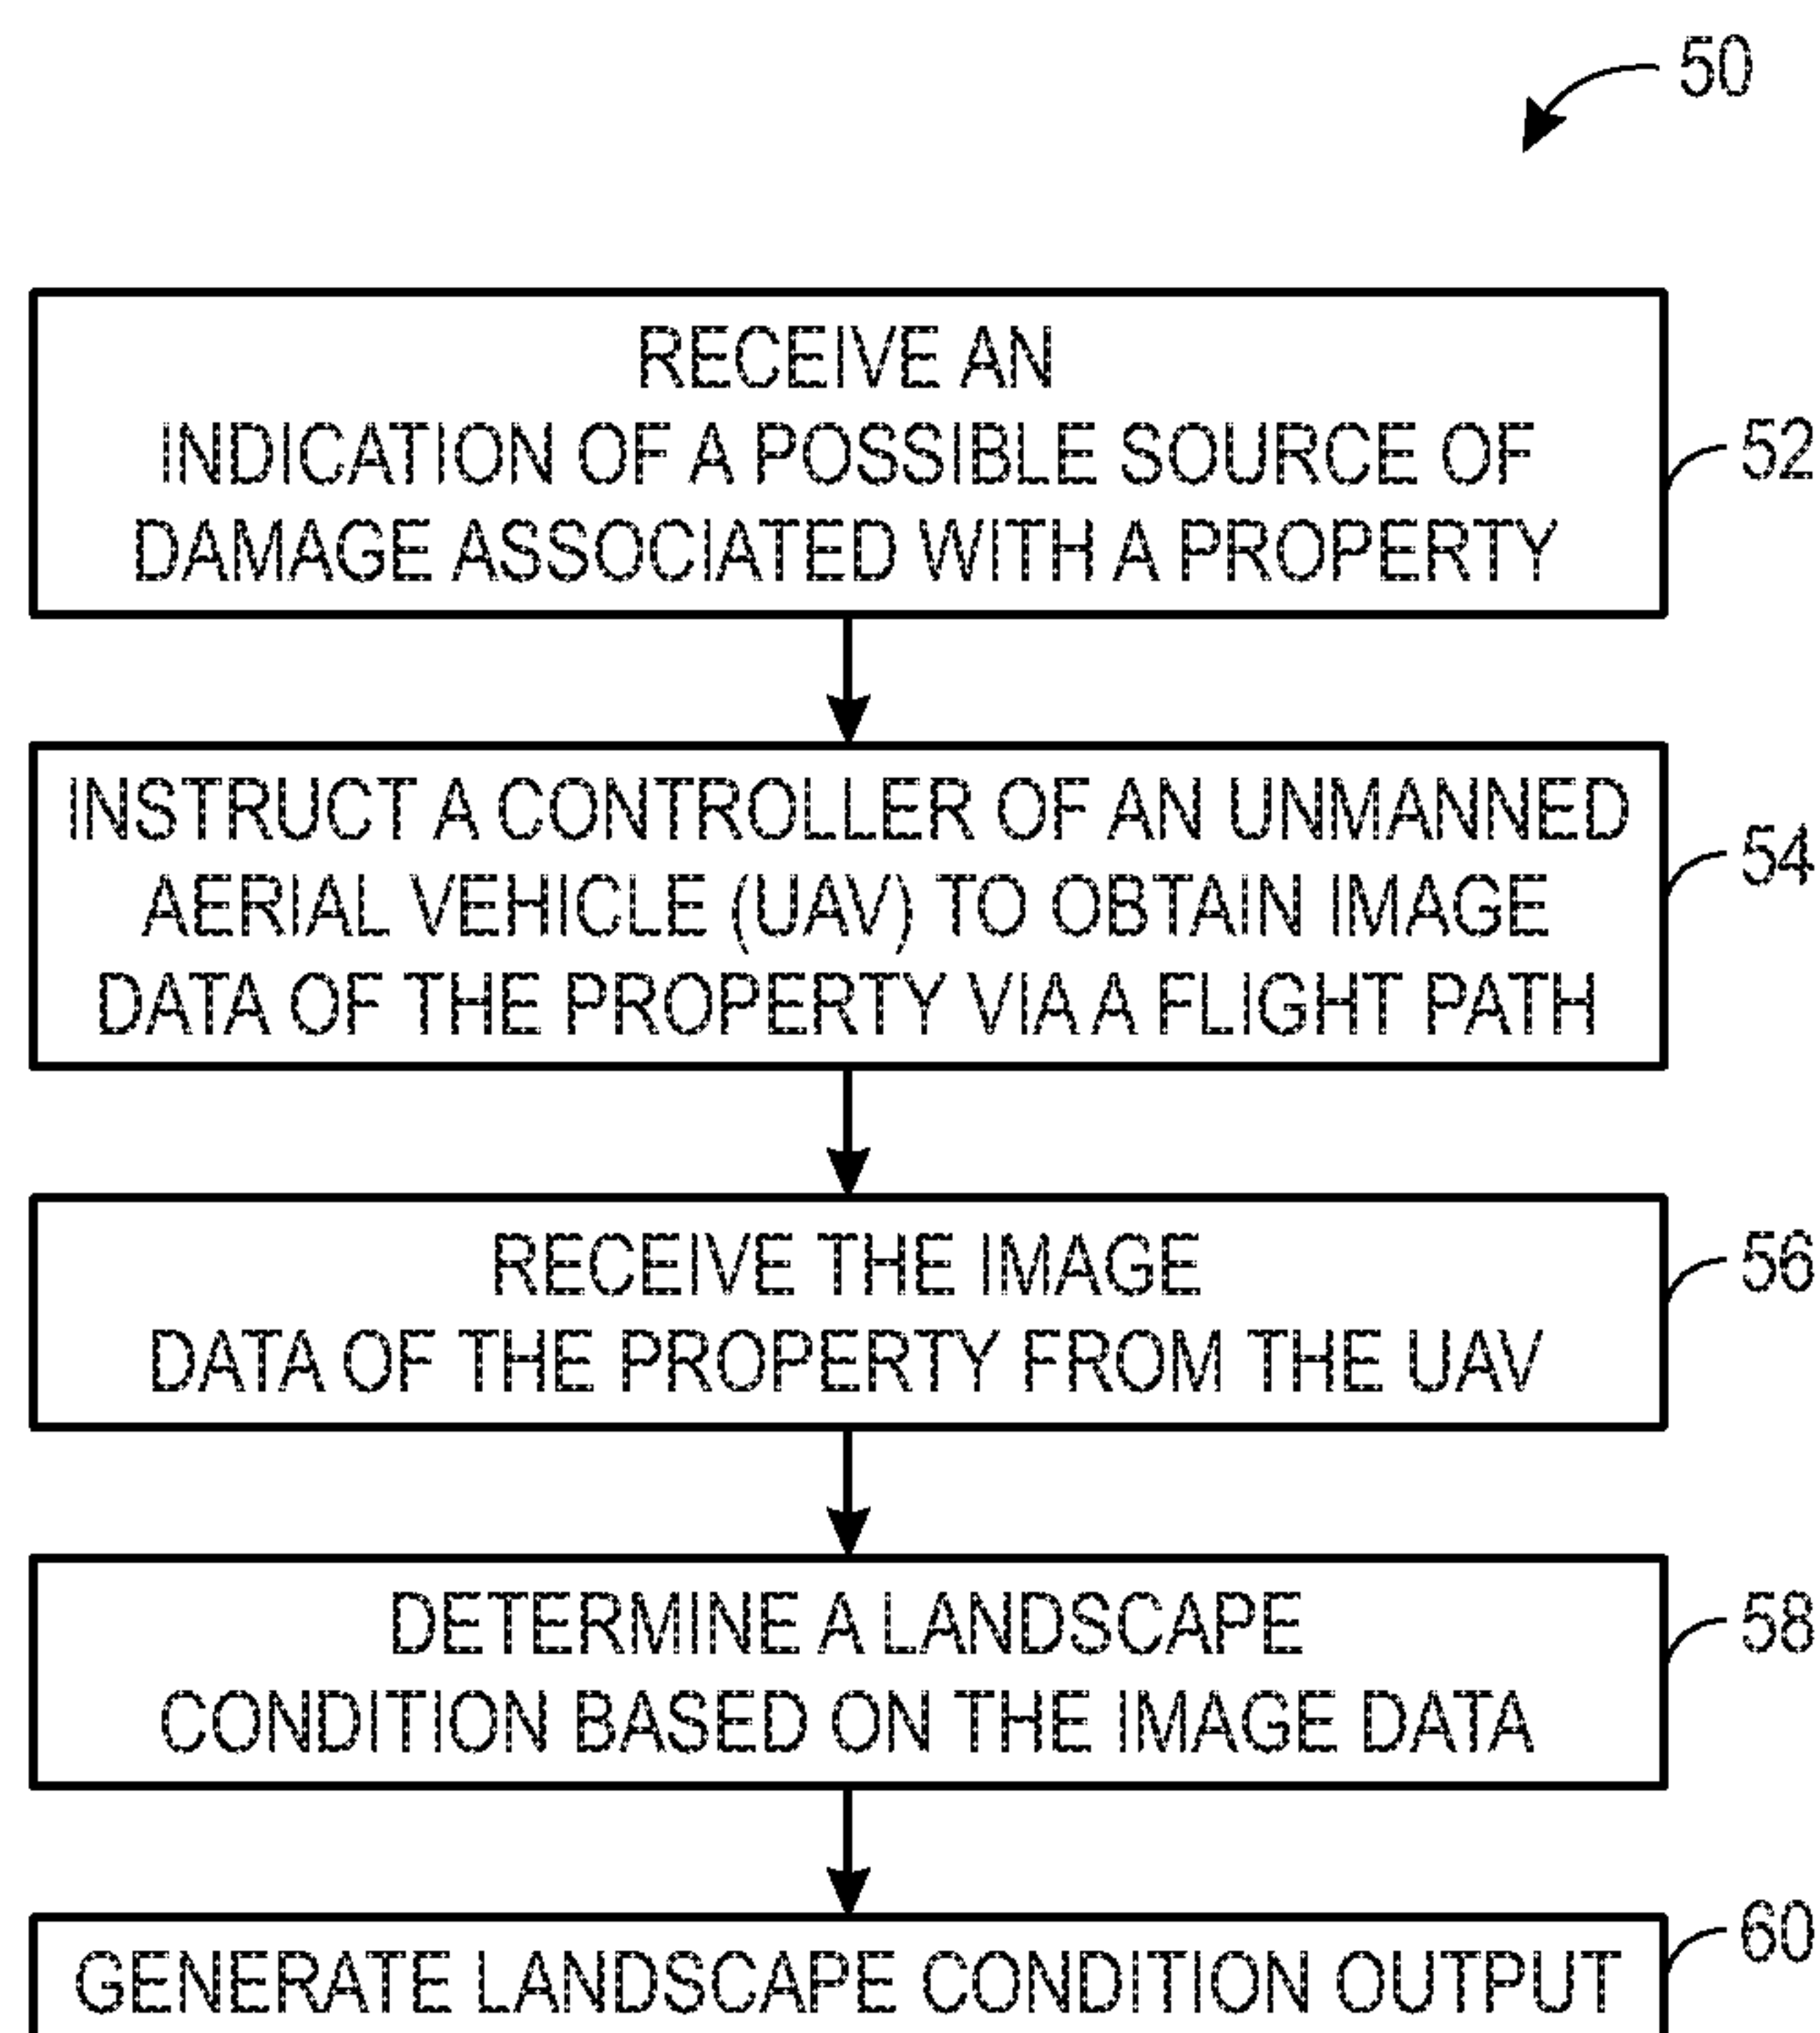 50
RECEIVE AN
INDICATION OF A POSSIBLE SOURCE OF
DAMAGE ASSOCIATED WITH A PROPERTY
52
INSTRUCT A CONTROLLER OF AN UNMANNED
AERIAL VEHICLE (UAV) TO OBTAIN IMAGE
DATA OF THE PROPERTY VIA A FLIGHT PATH
54
RECEIVE THE IMAGE
DATA OF THE PROPERTY FROM THE UAV
56
DETERMINE A LANDSCAPE
CONDITION BASED ON THE IMAGE DATA
58
GENERATE LANDSCAPE CONDITION OUTPUT
60